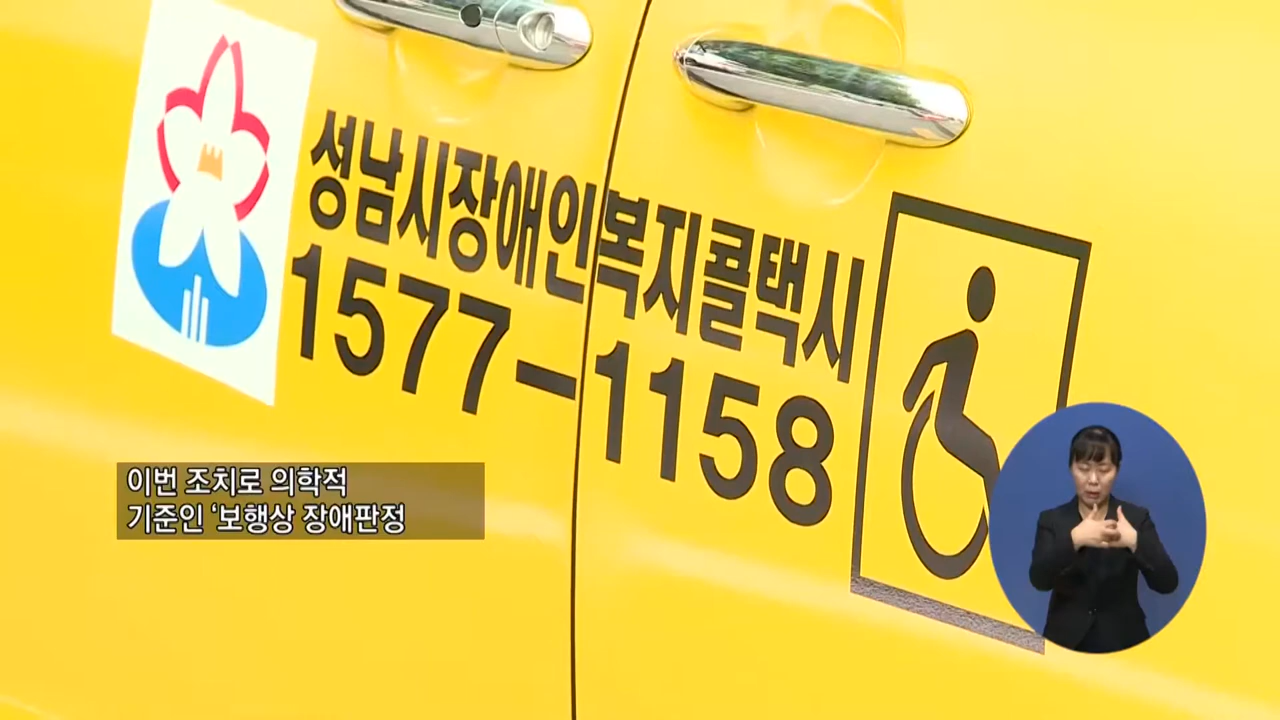 성남시장애인복지콜택시
1577-1158
이번 조치로 의학적
기준인 ‘보행상 장애판정